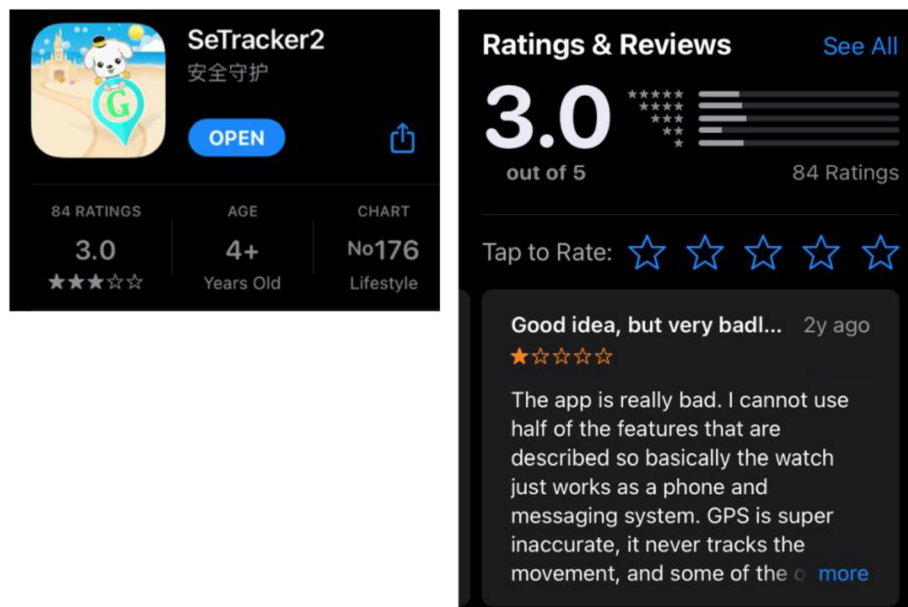 SeTracker2
安全守护
OPEN
84 RATINGS
AGE
CHART
3.0
4+
No176
★★★☆☆
Years Old
Lifestyle
G
Ratings & Reviews
See All
3.0
out of 5
84 Ratings
Tap to Rate:
Good idea, but very badl... 2y ago
The app is really bad. I cannot use
half of the features that are
described so basically the watch
just works as a phone and
messaging system. GPS is super
inaccurate, it never tracks the
movement, and some of the o more